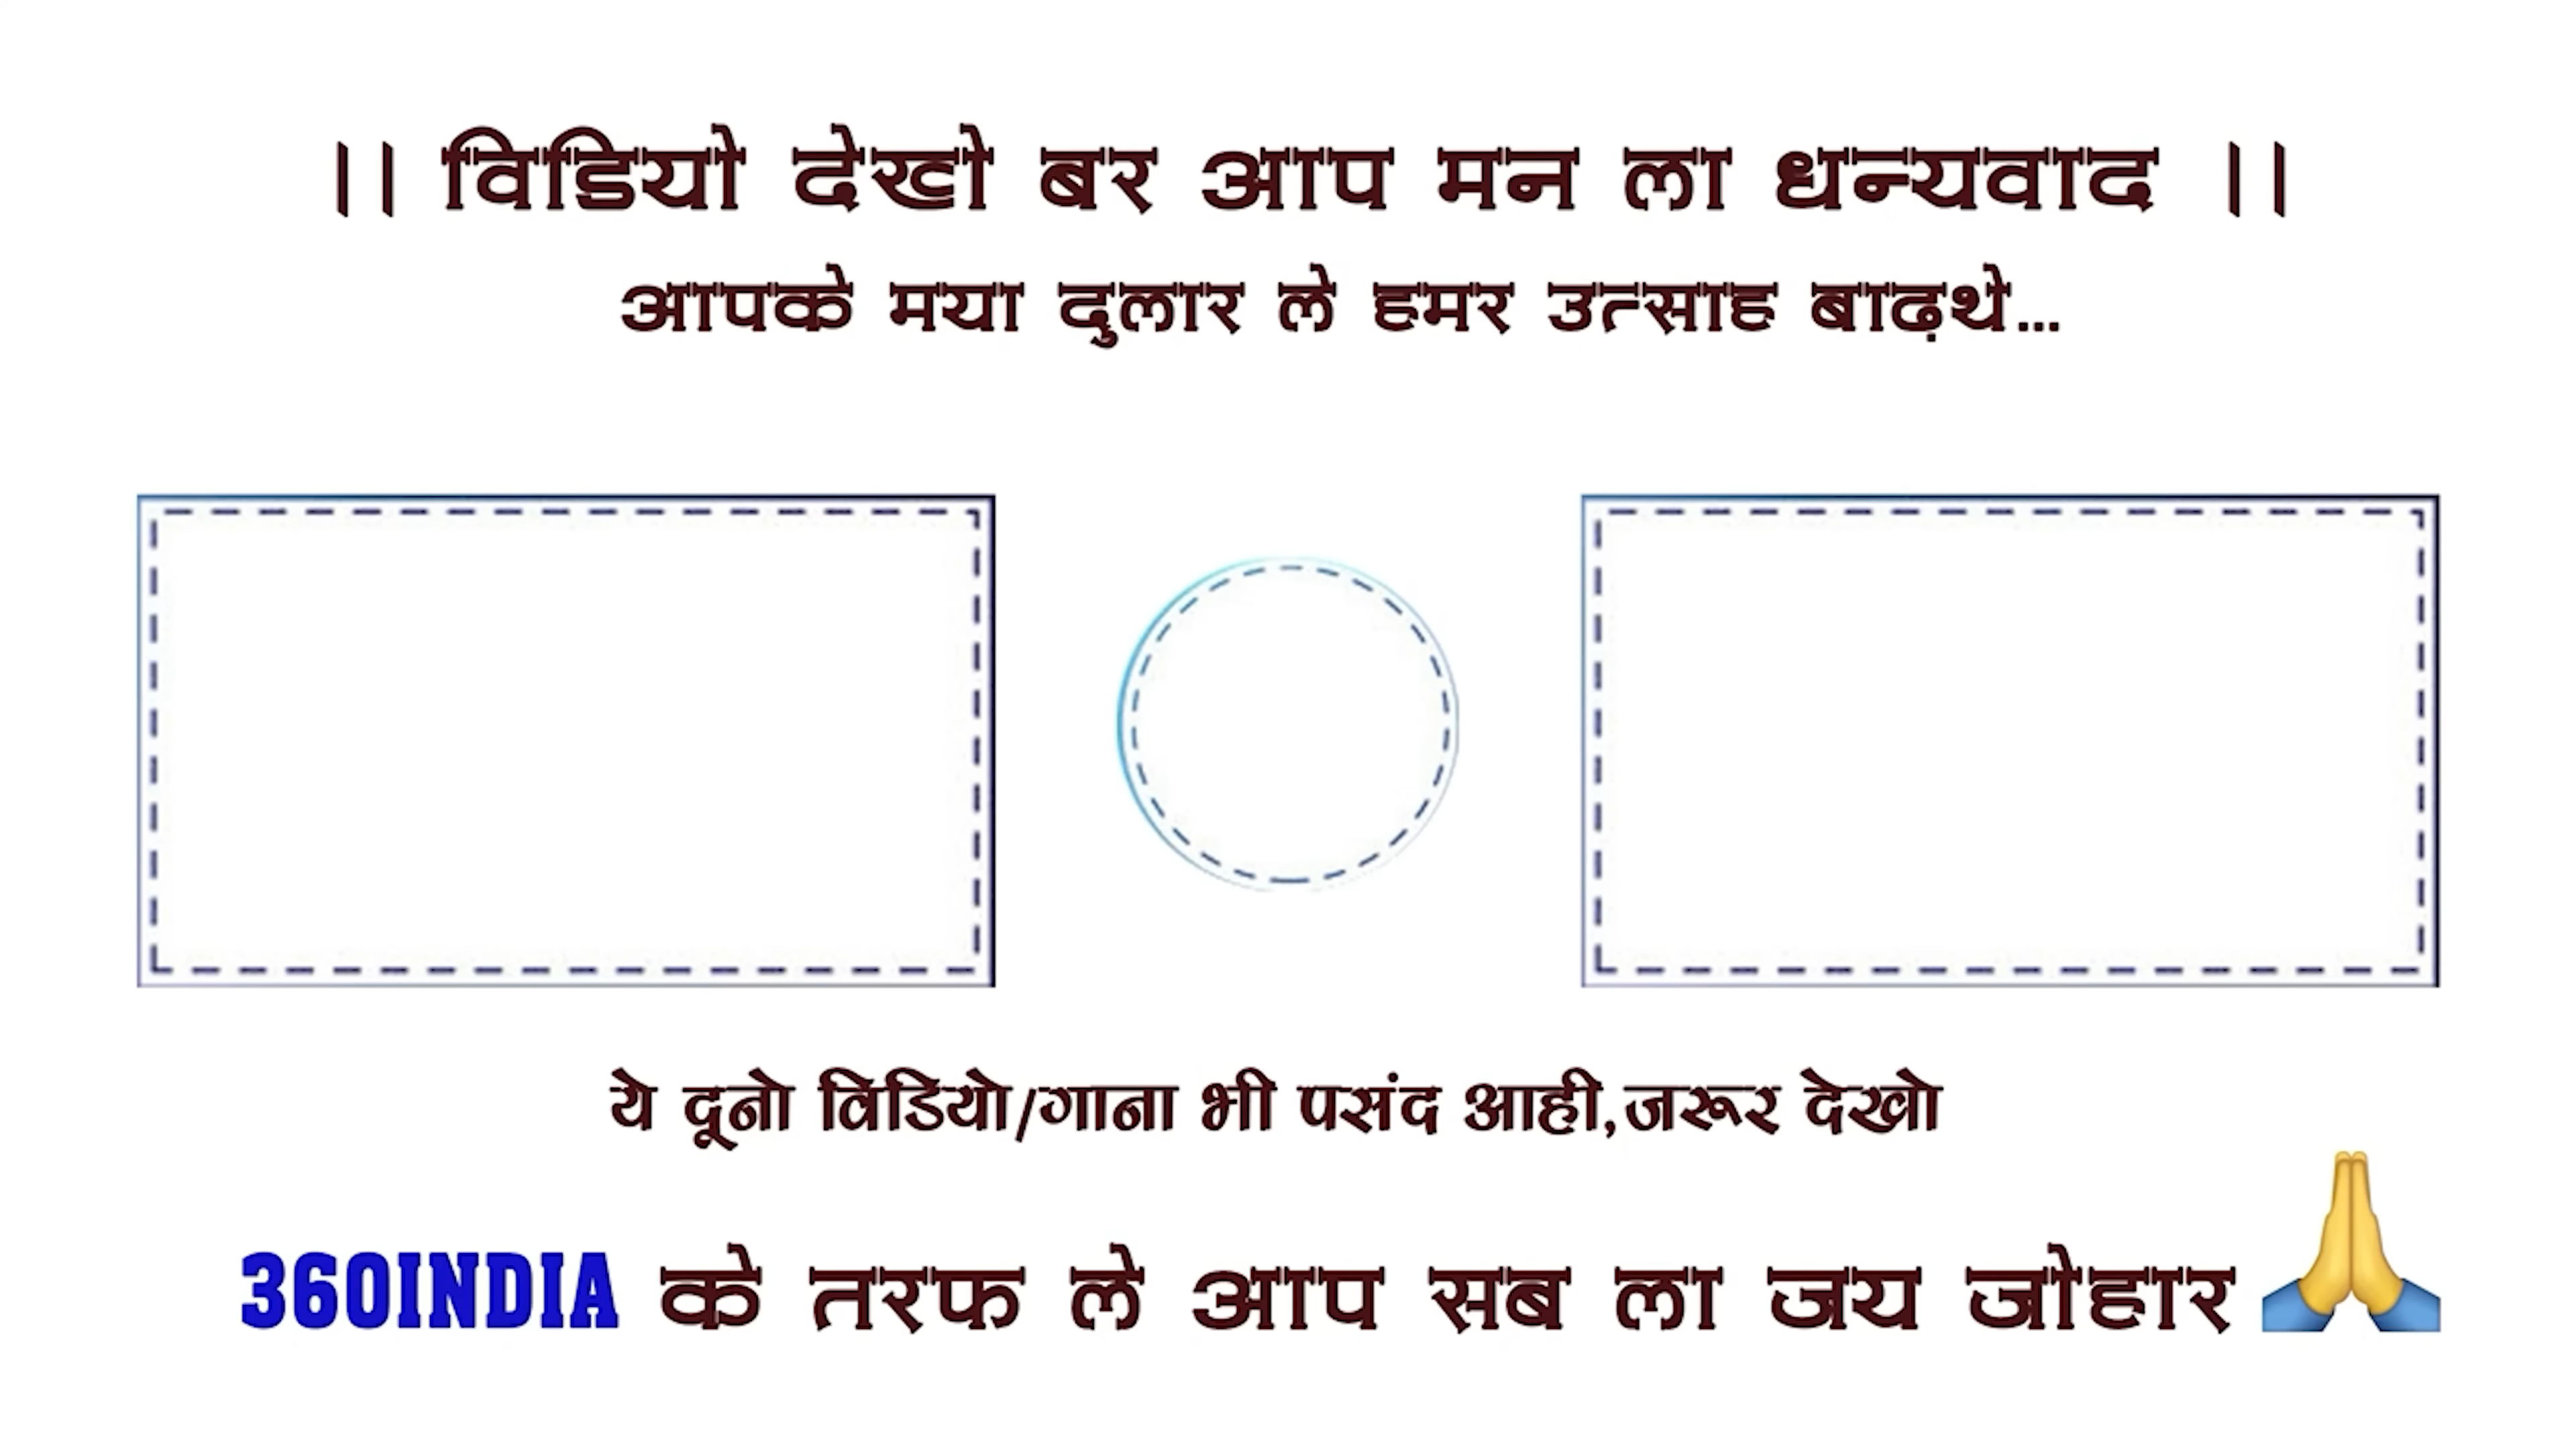 ।। विडियो देखो बर आप मन ला धन्यवाद ।।
आपके मया दुलार ले हमर उत्साह बाढ़थे...
ये दूनो विडियो/गाना भी पसंद आही,जरूर देखो
360INDIA के तरफ ले आप सब ला जय जोहार